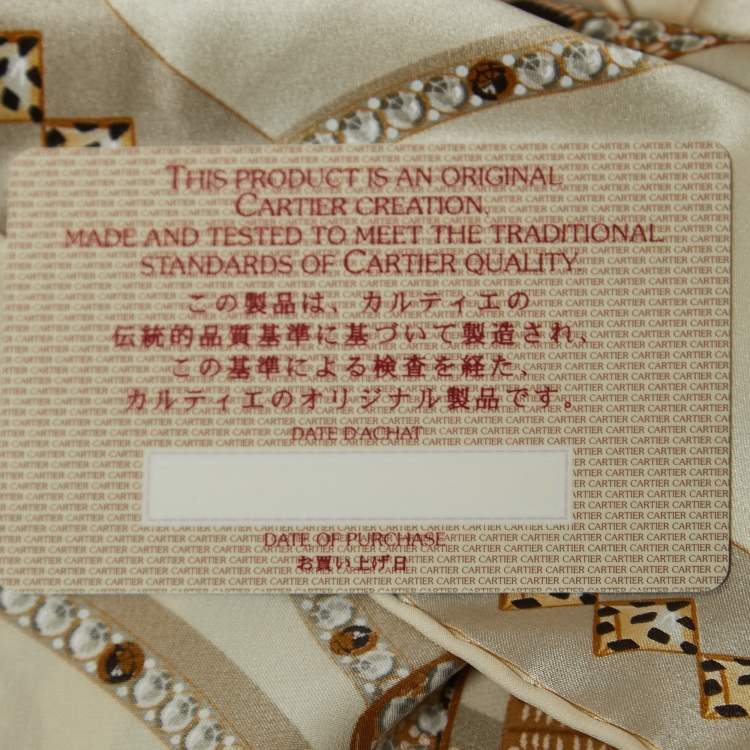 THIS PRODUCT IS AN ORIGINAL
CARTIER CREATION,
MADE AND TESTED TO MEET THE TRADITIONAL
STANDARDS OF CARTIER QUALITY.
この製品は、カルティエの
伝統的品質基準に基づいて製造され、
この基準による検査を経た、
カルティエのオリジナル製品です。
DATE D'ACHAT
DATE OF PURCHASE
お買い上げ日